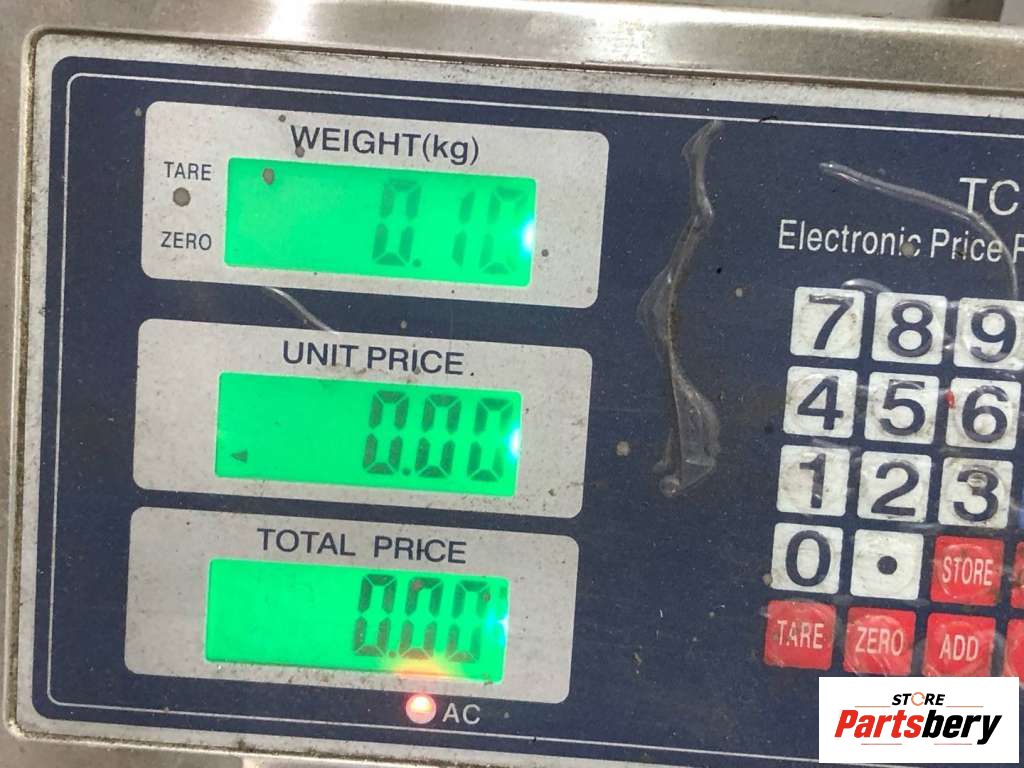 WEIGHT(kg)
TARE
ZERO
0.10
UNIT PRICE
0.00
TOTAL PRICE
0.00
AC
TC
Electronic Price
7 8 9
4 5 6
1 2 3
0 . STORE
TARE ZERO ADD
STORE
Partsbery